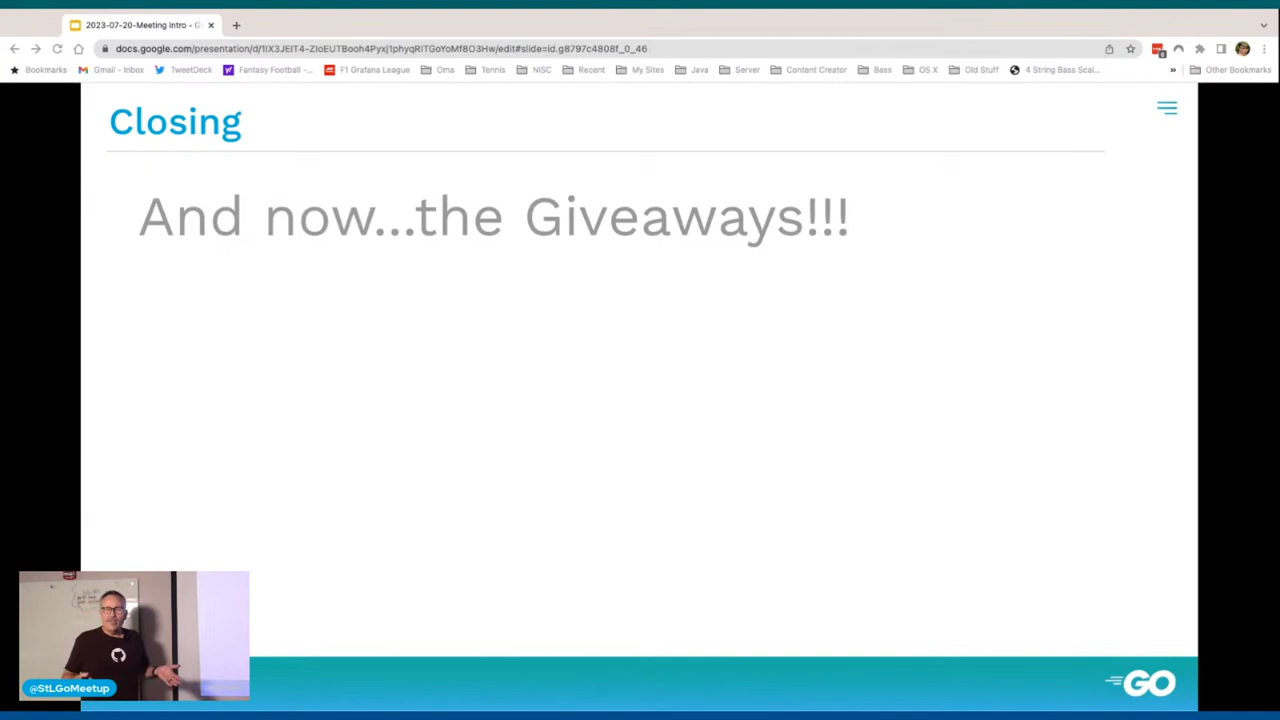 2023-07-20-Meeting Intro - G
docs.google.com/presentation/d/1IX3JEIT4-ZIoEUTBooh4Pyxj1phyqRITGoYoMf8O3Hw/edit#slide=id.g8797c4808f_0_46
Bookmarks Gmail - Inbox TweetDeck Fantasy Football -... F1 Grafana League Oma Tennis NISC Recent My Sites Java Server Content Creator Bass OS X Old Stuff 4 String Bass Scal... » Other Bookmarks
Closing
And now...the Giveaways!!!
@StLGoMeetup
GO